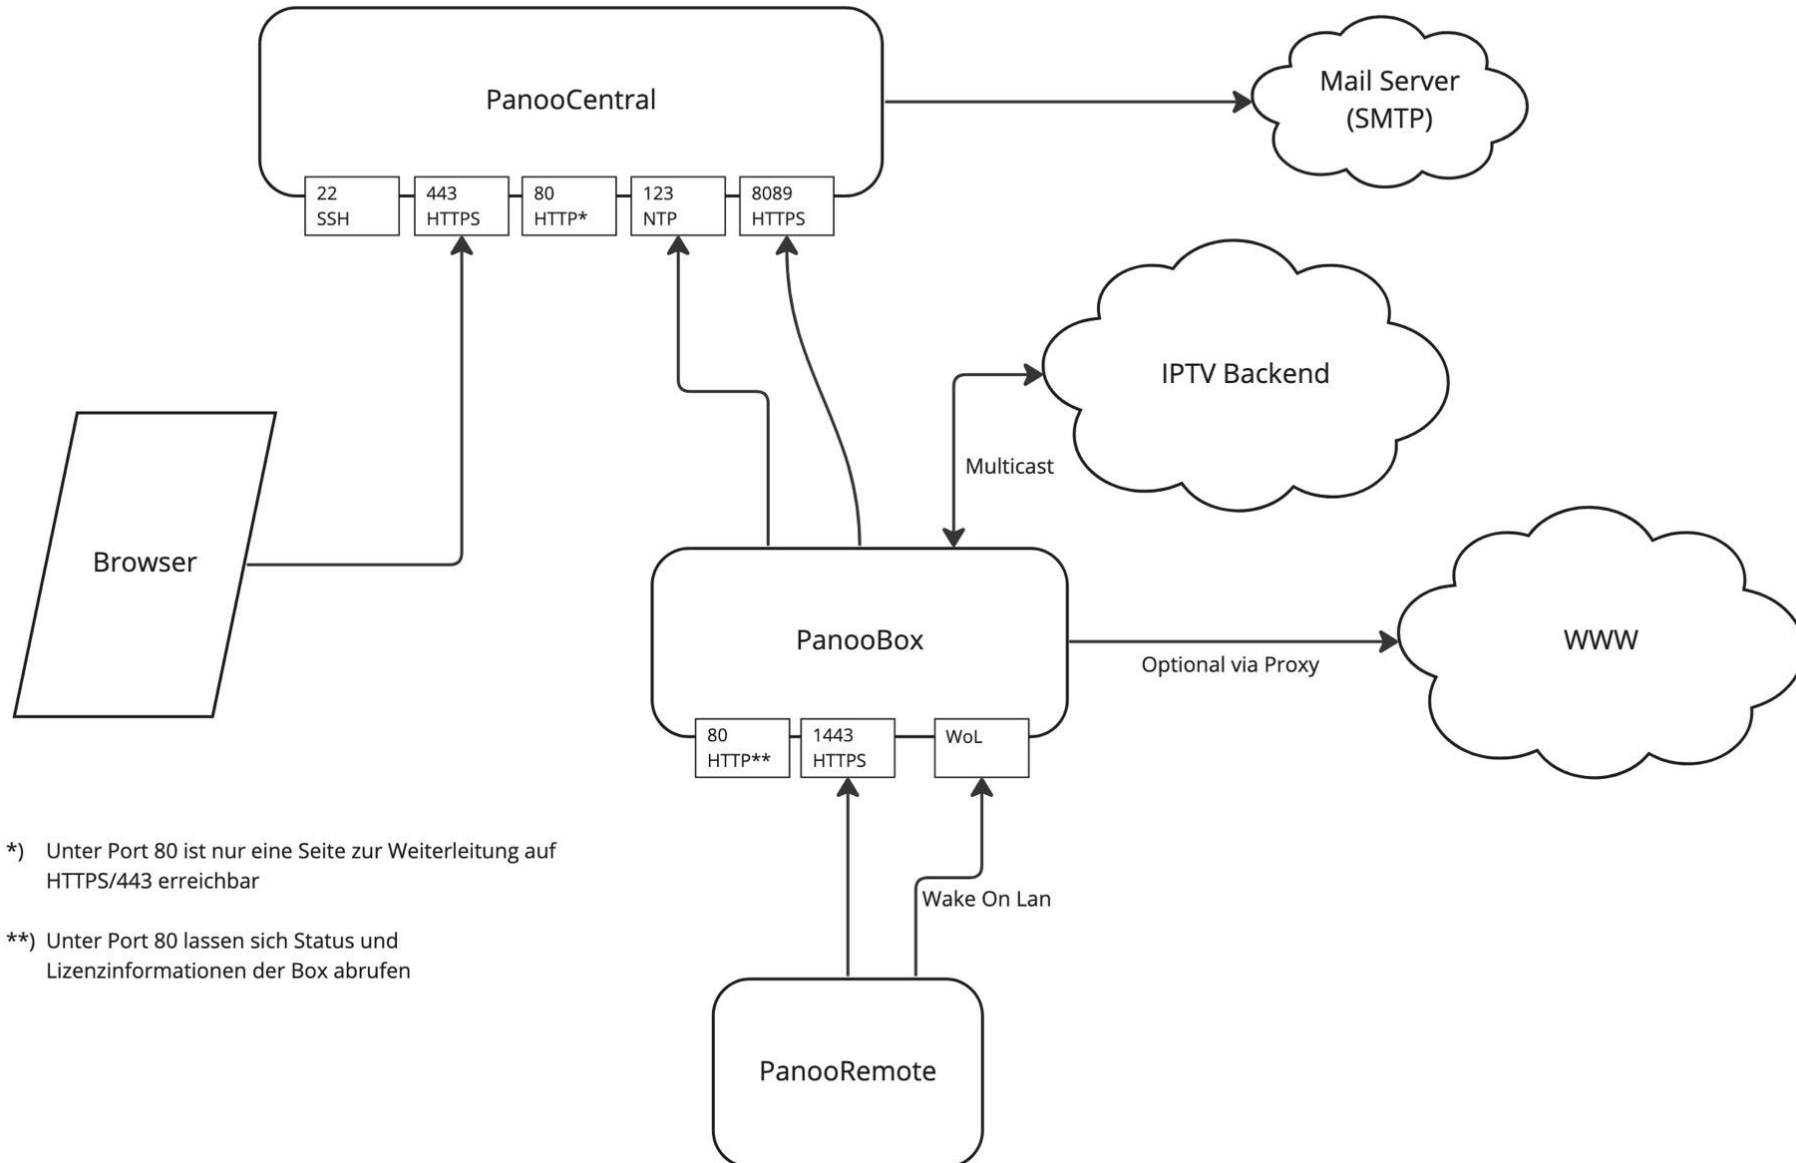 PanooCentral
Mail Server
(SMTP)
22
SSH
443
HTTPS
80
HTTP*
123
NTP
8089
HTTPS
IPTV Backend
Multicast
Browser
PanooBox
WWW
Optional via Proxy
80
HTTP**
1443
HTTPS
WoL
*) Unter Port 80 ist nur eine Seite zur Weiterleitung auf
HTTPS/443 erreichbar
Wake On Lan
**) Unter Port 80 lassen sich Status und
Lizenzinformationen der Box abrufen
PanooRemote